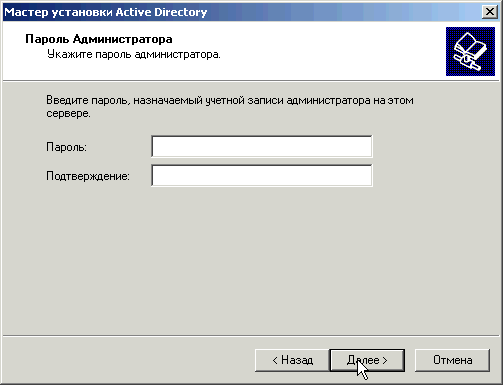 Мастер установки Active Directory
Пароль Администратора
Укажите пароль администратора.
Введите пароль, назначаемый учетной записи администратора на этом
сервере.
Пароль:
Подтверждение:
< Назад
Далее >
Отмена